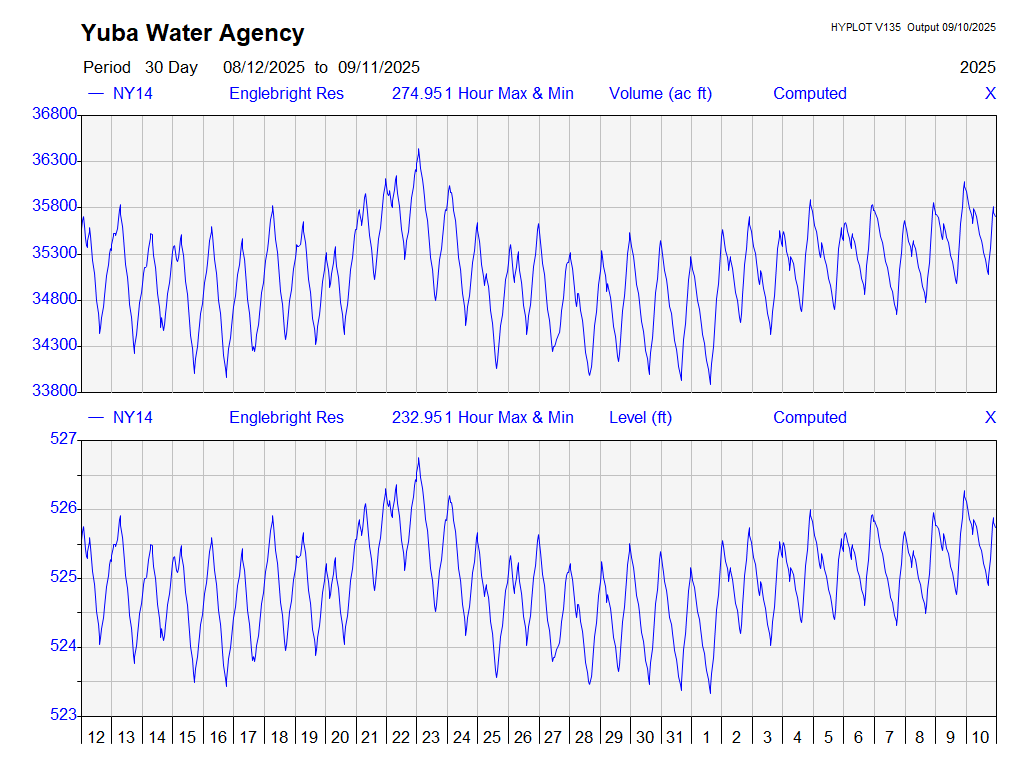 Yuba Water Agency
HYPLOT V135 Output 09/10/2025
Period 30 Day 08/12/2025 to 09/11/2025 2025
NY14 Englebright Res 274.951 Hour Max & Min Volume (ac ft) Computed X
36800
36300
35800
35300
34800
34300
33800
NY14 Englebright Res 232.951 Hour Max & Min Level (ft) Computed X
527
526
525
524
523
12 13 14 15 16 17 18 19 20 21 22 23 24 25 26 27 28 29 30 31 1 2 3 4 5 6 7 8 9 10